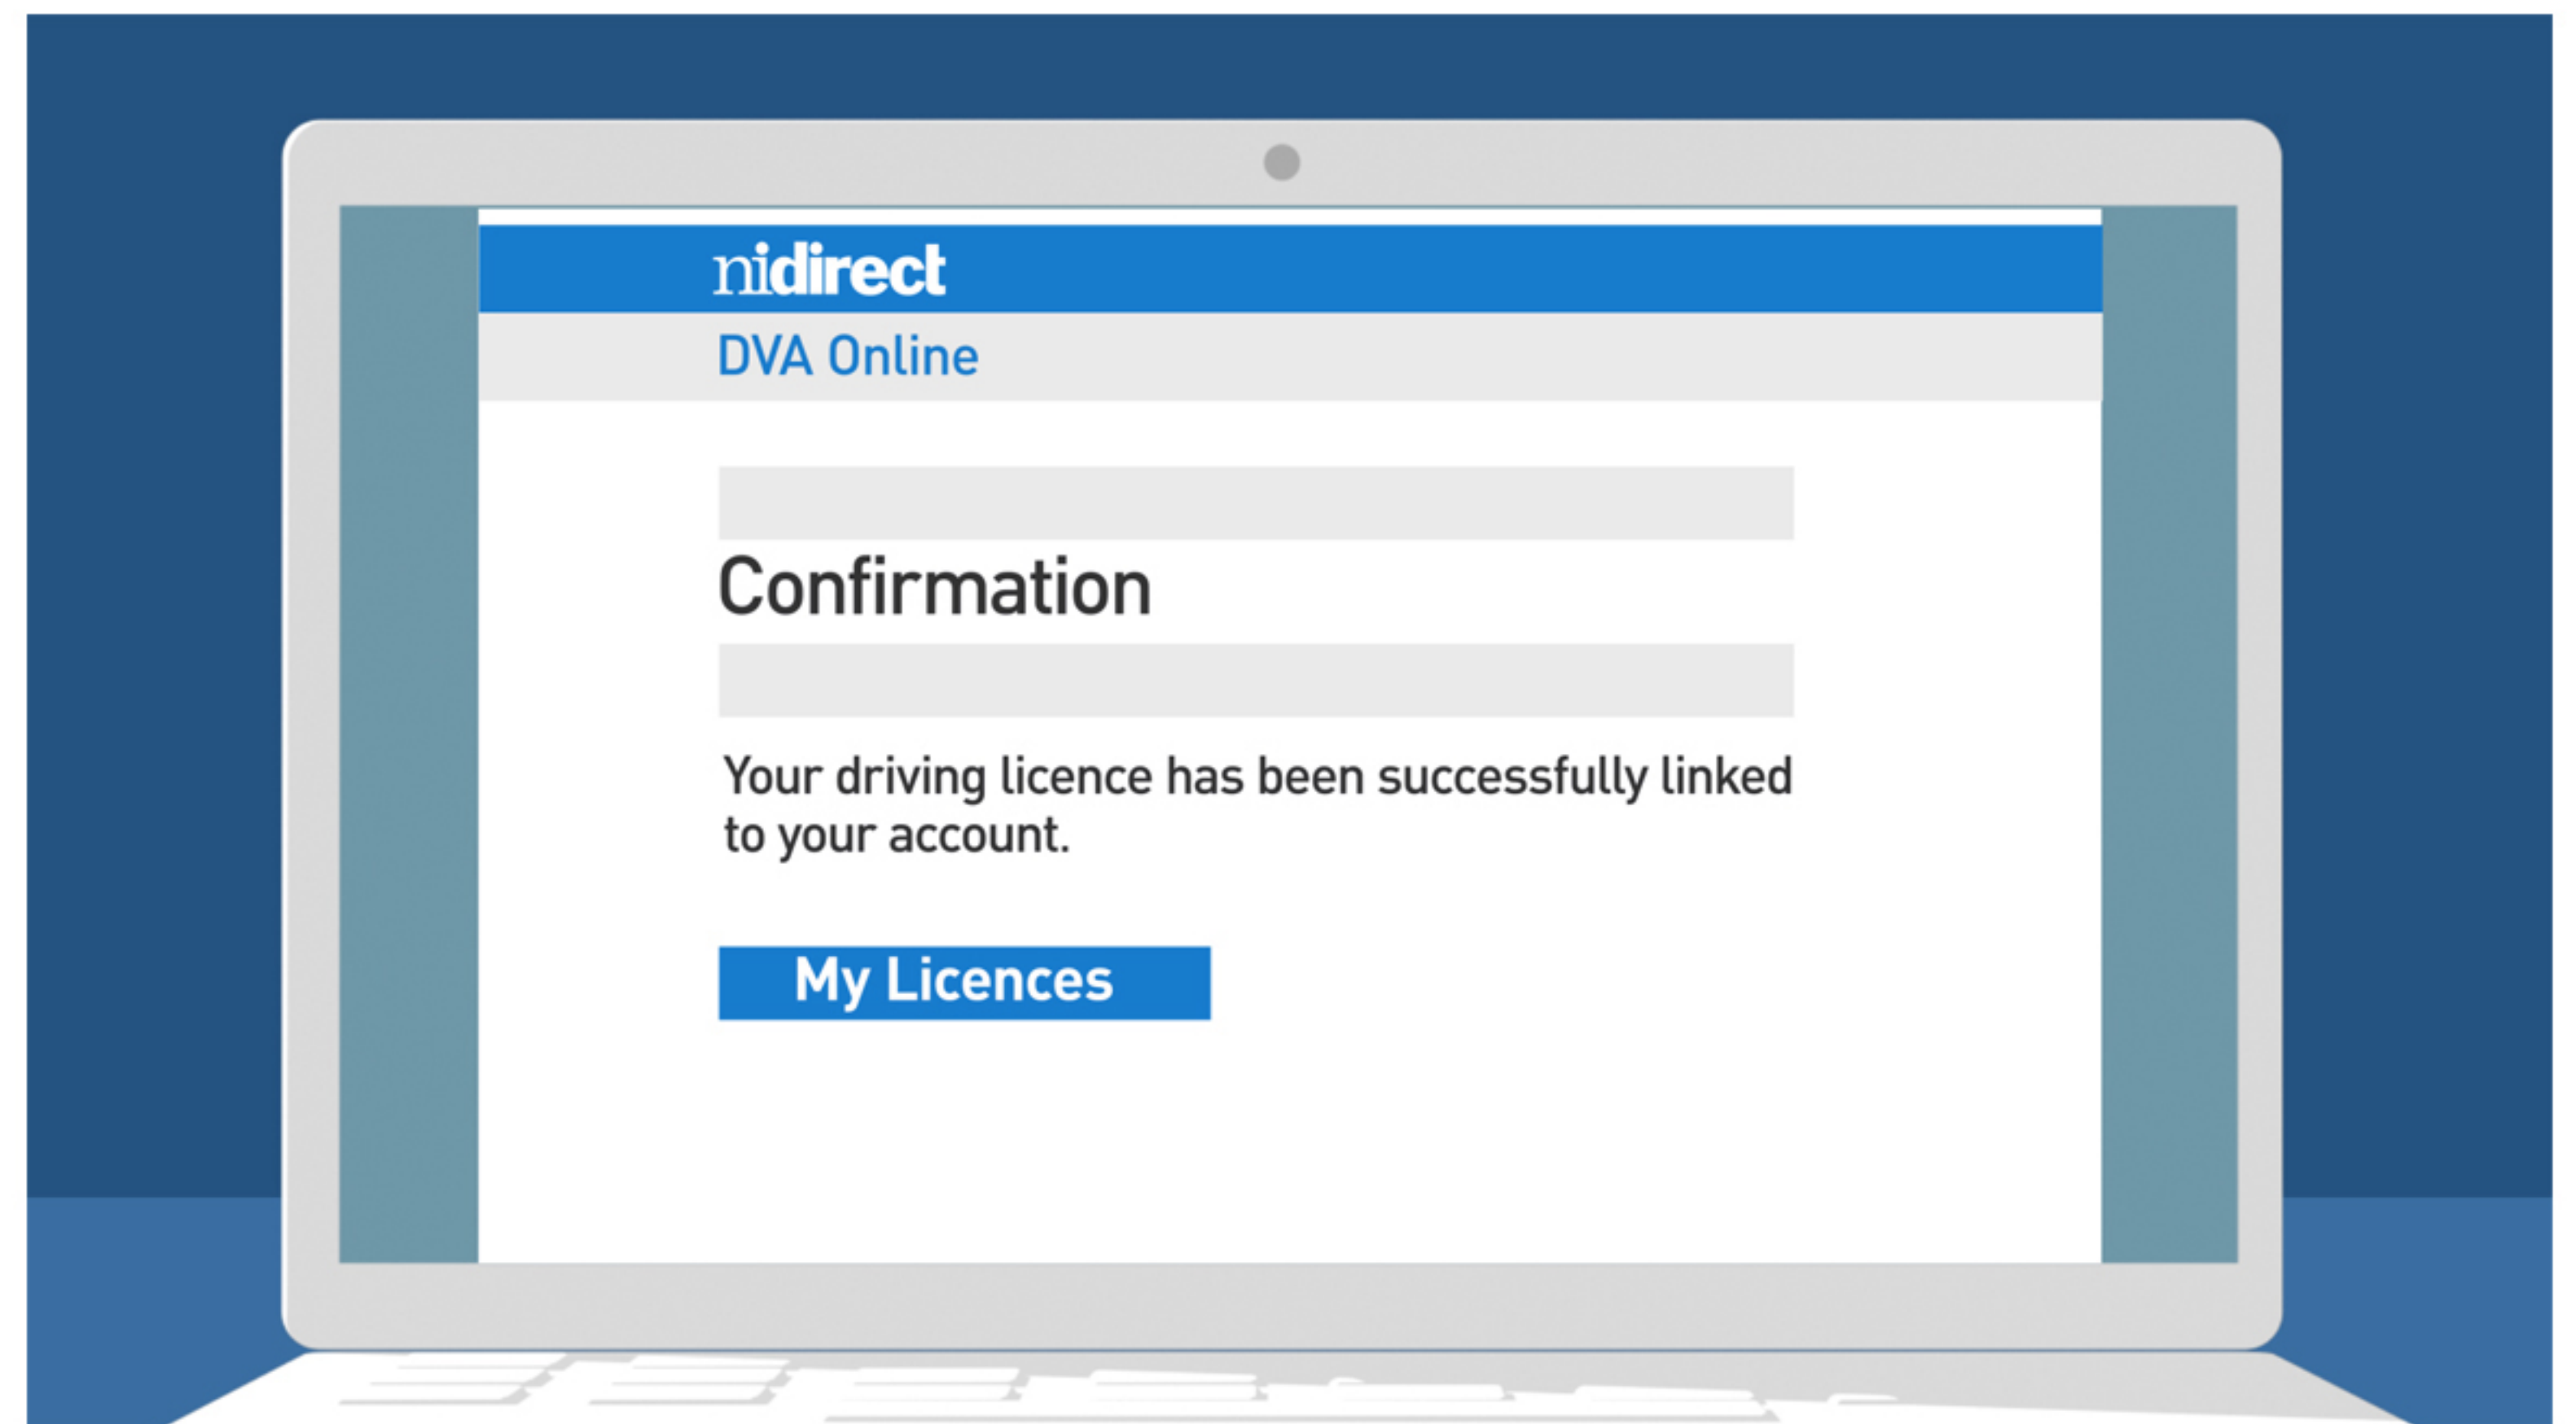 nidirect
DVA Online
Confirmation
Your driving licence has been successfully linked
to your account.
My Licences